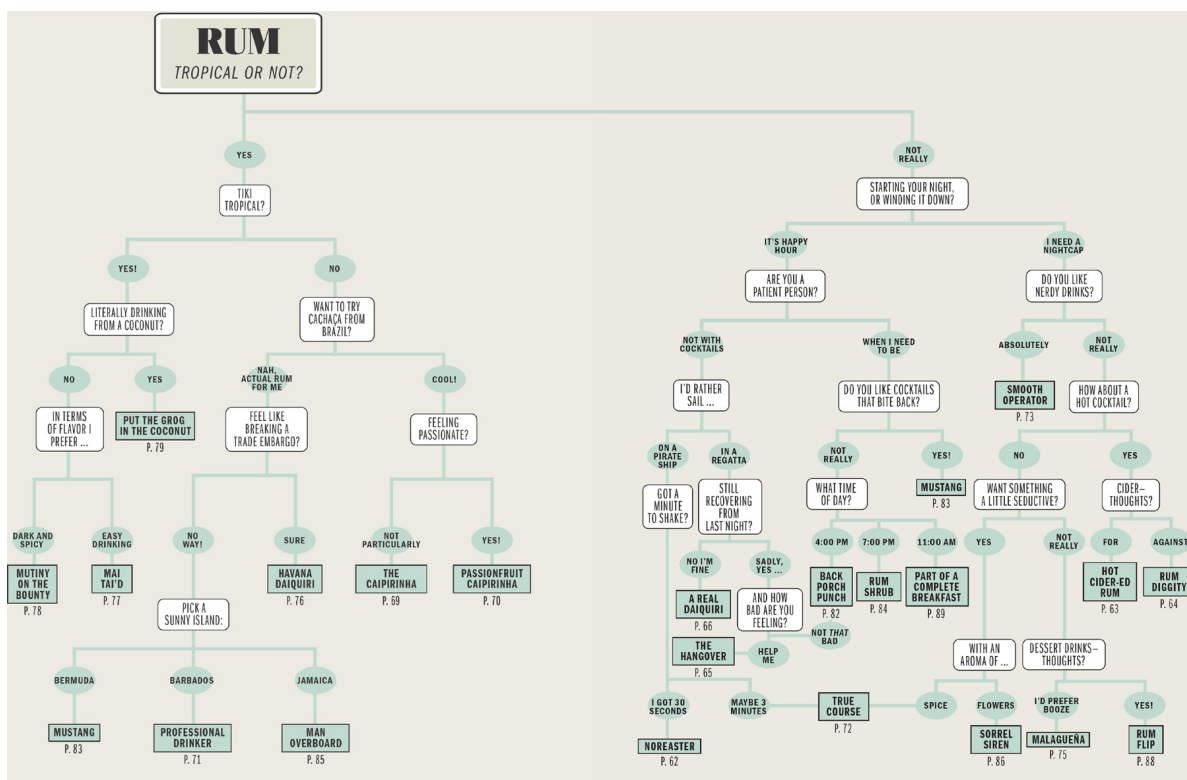 RUM
TROPICAL OR NOT?
YES
NOT
REALLY
TIKI
TROPICAL?
STARTING YOUR NIGHT,
OR WINDING IT DOWN?
YES!
NO
IT'S HAPPY
HOUR
I NEED A
NIGHTCAP
LITERALLY DRINKING
FROM A COCONUT?
WANT TO TRY
CACHAÇA FROM
BRAZIL?
ARE YOU A
PATIENT PERSON?
DO YOU LIKE
NERDY DRINKS?
NO
YES
NAH,
ACTUAL RUM
FOR ME
COOL!
NOT WITH
COCKTAILS
WHEN I NEED
TO BE
ABSOLUTELY
NOT
REALLY
IN TERMS
OF FLAVOR I
PREFER ...
PUT THE GROG
IN THE COCONUT
P. 79
FEEL LIKE
BREAKING A
TRADE EMBARGO?
FEELING
PASSIONATE?
I'D RATHER
SAIL ...
DO YOU LIKE COCKTAILS
THAT BITE BACK?
SMOOTH
OPERATOR
P. 73
HOW ABOUT A
HOT COCKTAIL?
ON A
PIRATE
SHIP
IN A
REGATTA
NOT
REALLY
YES!
NO
YES
GOT A
MINUTE
TO SHAKE?
STILL
RECOVERING
FROM
LAST NIGHT?
WHAT TIME
OF DAY?
MUSTANG
P. 83
WANT SOMETHING
A LITTLE SEDUCTIVE?
CIDER—
THOUGHTS?
DARK AND
SPICY
EASY
DRINKING
NO
WAY!
SURE
NOT
PARTICULARLY
YES!
NO I'M
FINE
SADLY,
YES ...
4:00 PM
7:00 PM
11:00 AM
YES
NOT
REALLY
FOR
AGAINST
MUTINY
ON THE
BOUNTY
P. 78
MAI
TAI'D
P. 77
HAVANA
DAIQUIRI
P. 76
THE
CAIPIRINHA
P. 69
PASSIONFRUIT
CAIPIRINHA
P. 70
A REAL
DAIQUIRI
P. 66
AND HOW
BAD ARE YOU
FEELING?
BACK
PORCH
PUNCH
P. 82
RUM
SHRUB
P. 84
PART OF A
COMPLETE
BREAKFAST
P. 89
HOT
CIDER-ED
RUM
P. 63
RUM
DIGGITY
P. 64
PICK A
SUNNY ISLAND:
NOT THAT
BAD
THE
HANGOVER
P. 65
HELP
ME
WITH AN
AROMA OF ...
DESSERT DRINKS—
THOUGHTS?
BERMUDA
BARBADOS
JAMAICA
I GOT 30
SECONDS
MAYBE 3
MINUTES
TRUE
COURSE
P. 72
SPICE
FLOWERS
I'D PREFER
BOOZE
YES!
MUSTANG
P. 83
PROFESSIONAL
DRINKER
P. 71
MAN
OVERBOARD
P. 85
NOREASTER
P. 62
SORREL
SIREN
P. 86
MALAGUEÑA
P. 75
RUM
FLIP
P. 88